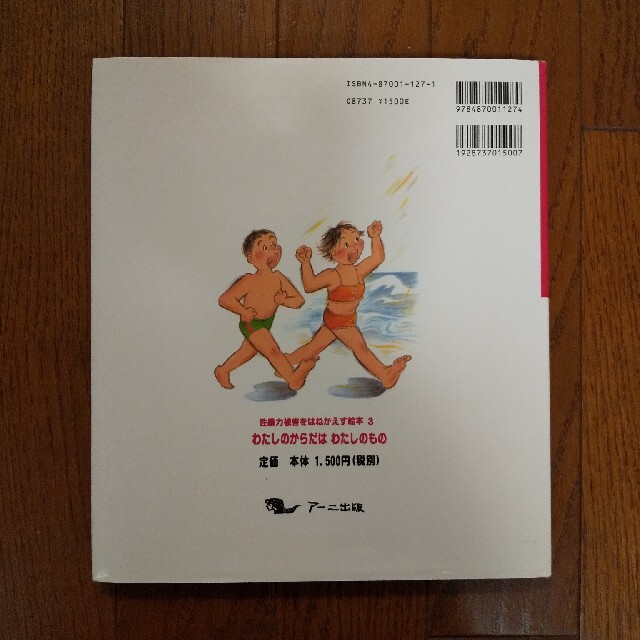 ISBN4-87001-127-1
C8737 ¥1500E
9784870011274
1928737015007
性暴力被害をはねかえす絵本 3
わたしのからだは わたしのもの
定価 本体 1,500円(税別)
アーニ出版